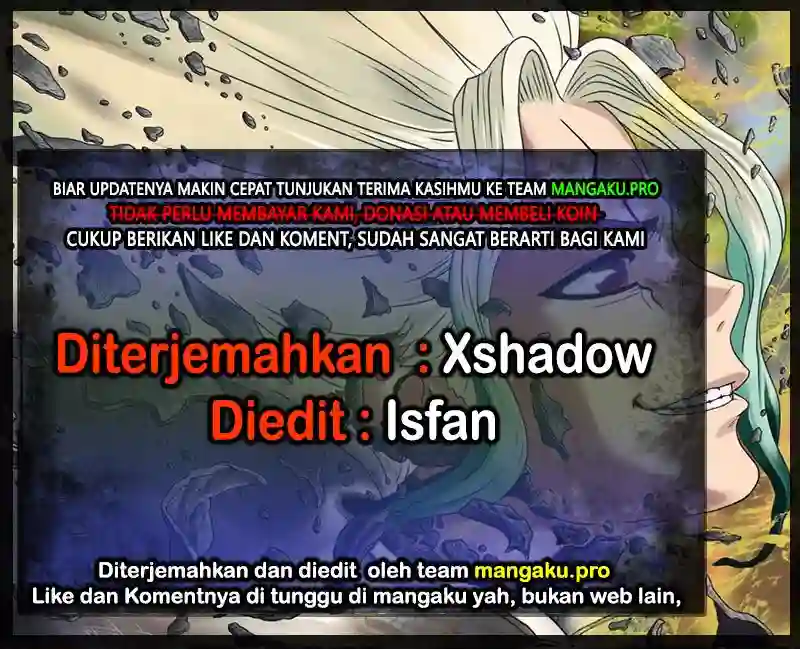 BIAR UPDATENYA MAKIN CEPAT TUNJUKAN TERIMA KASIHMU KE TEAM MANGAKU.PRO
TIDAK PERLU MEMBAYAR KAMI, DONASI ATAU MEMBELI KOIN
CUKUP BERIKAN LIKE DAN KOMENT, SUDAH SANGAT BERARTI BAGI KAMI
Diterjemahkan : Xshadow
Diedit : Isfan
Diterjemahkan dan diedit oleh team mangaku.pro
Like dan Komentnya di tunggu di mangaku yah, bukan web lain,